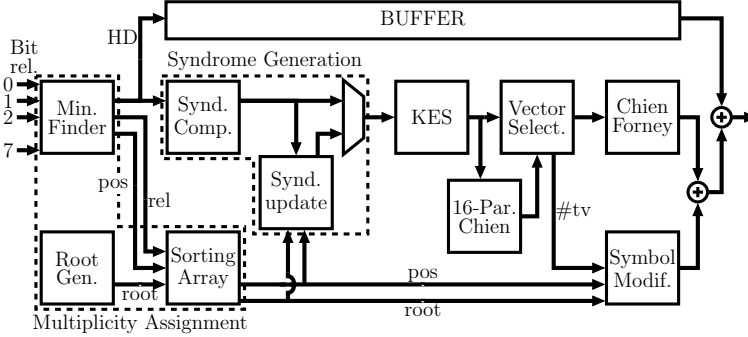 BUFFER
HD
Syndrome Generation
Bit
rel.
0
1
2
7
Min.
Finder
Synd.
Comp.
KES
Vector
Select.
Chien
Forney
pos
rel
Synd.
update
16-Par.
Chien
#tv
Root
Gen.
root
Sorting
Array
Symbol
Modif.
pos
root
Multiplicity Assignment